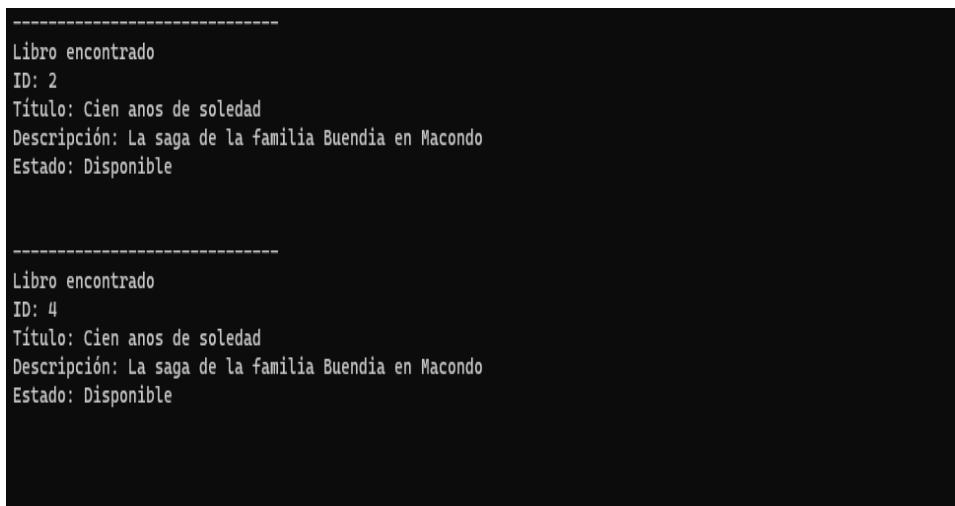 ------------------------------
Libro encontrado
ID: 2
Título: Cien anos de soledad
Descripción: La saga de la familia Buendia en Macondo
Estado: Disponible
------------------------------
Libro encontrado
ID: 4
Título: Cien anos de soledad
Descripción: La saga de la familia Buendia en Macondo
Estado: Disponible